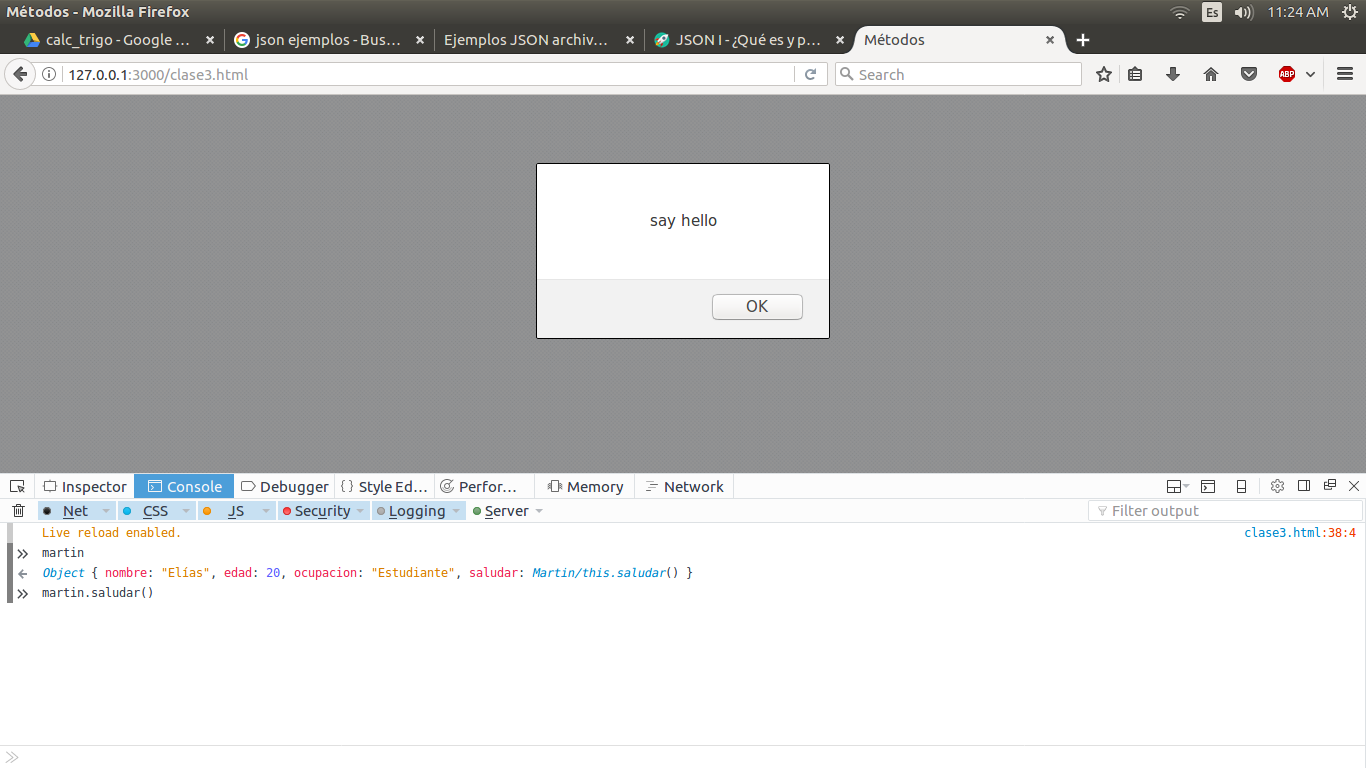 Métodos - Mozilla Firefox
Es
11:24 AM
calc_trigo - Google ...
json ejemplos - Bus...
Ejemplos JSON archiv...
JSON I - ¿Qué es y p...
Métodos
127.0.0.1:3000/clase3.html
Search
ABP
say hello
OK
Inspector
Console
Debugger
Style Ed...
Perfor...
Memory
Network
Net
CSS
JS
Security
Logging
Server
Filter output
Live reload enabled.
clase3.html:38:4
martin
Object { nombre: "Elías", edad: 20, ocupacion: "Estudiante", saludar: Martin/this.saludar() }
martin.saludar()